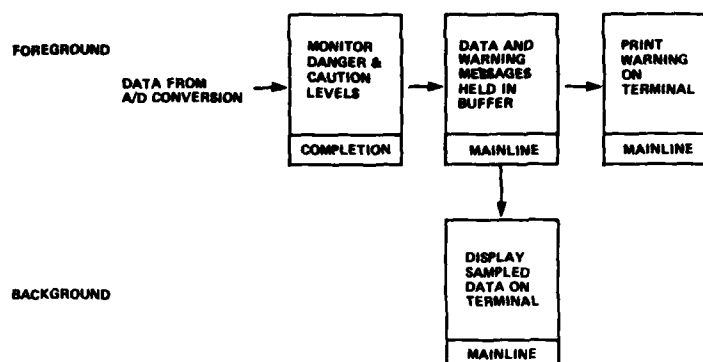 FOREGROUND
DATA FROM
A/D CONVERSION
MONITOR
DANGER &
CAUTION
LEVELS
COMPLETION
DATA AND
WARNING
MESSAGES
HELD IN
BUFFER
MAINLINE
PRINT
WARNING
ON
TERMINAL
MAINLINE
BACKGROUND
DISPLAY
SAMPLED
DATA ON
TERMINAL
MAINLINE